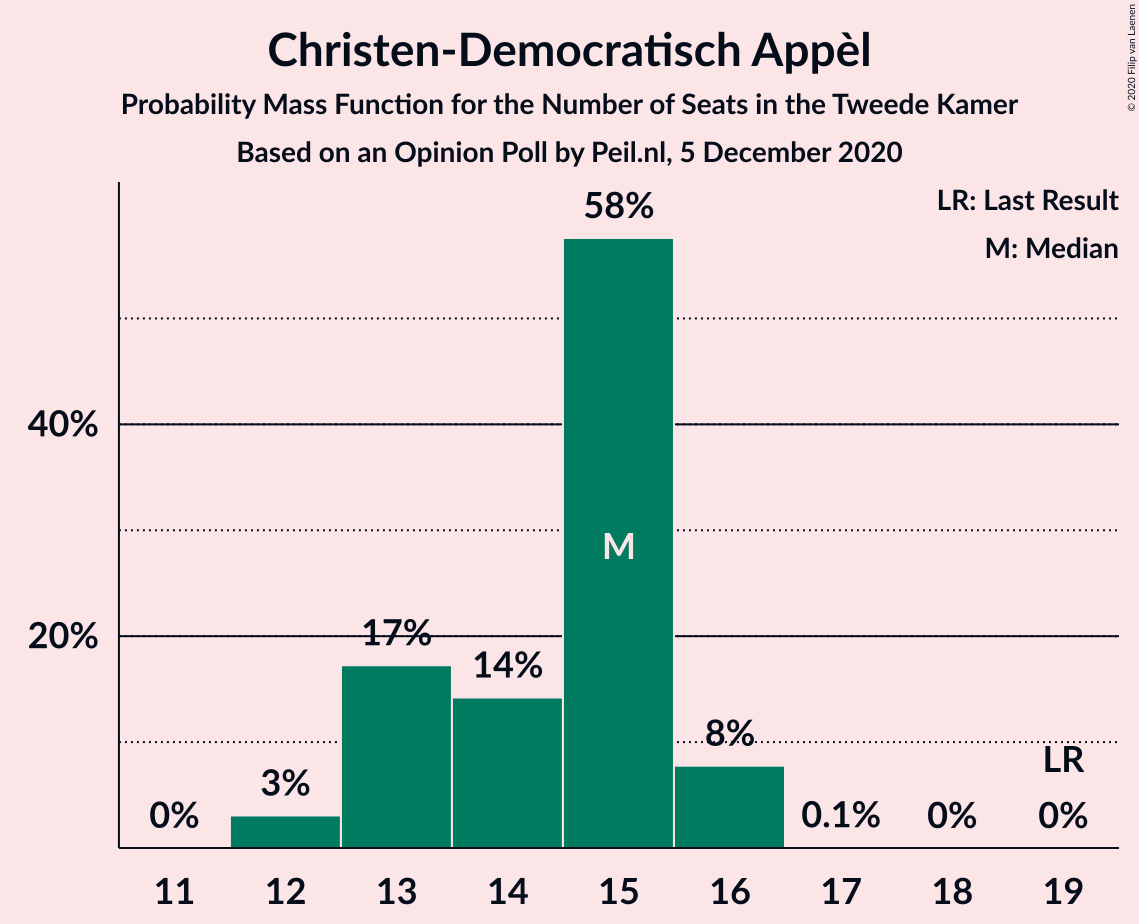 Christen-Democratisch Appèl
Probability Mass Function for the Number of Seats in the Tweede Kamer
Based on an Opinion Poll by Peil.nl, 5 December 2020
© 2020 Filip van Laenen
LR: Last Result
M: Median
58%
40%
M
20%
17%
14%
8%
LR
3%
0%
0.1%
0%
0%
11 12 13 14 15 16 17 18 19